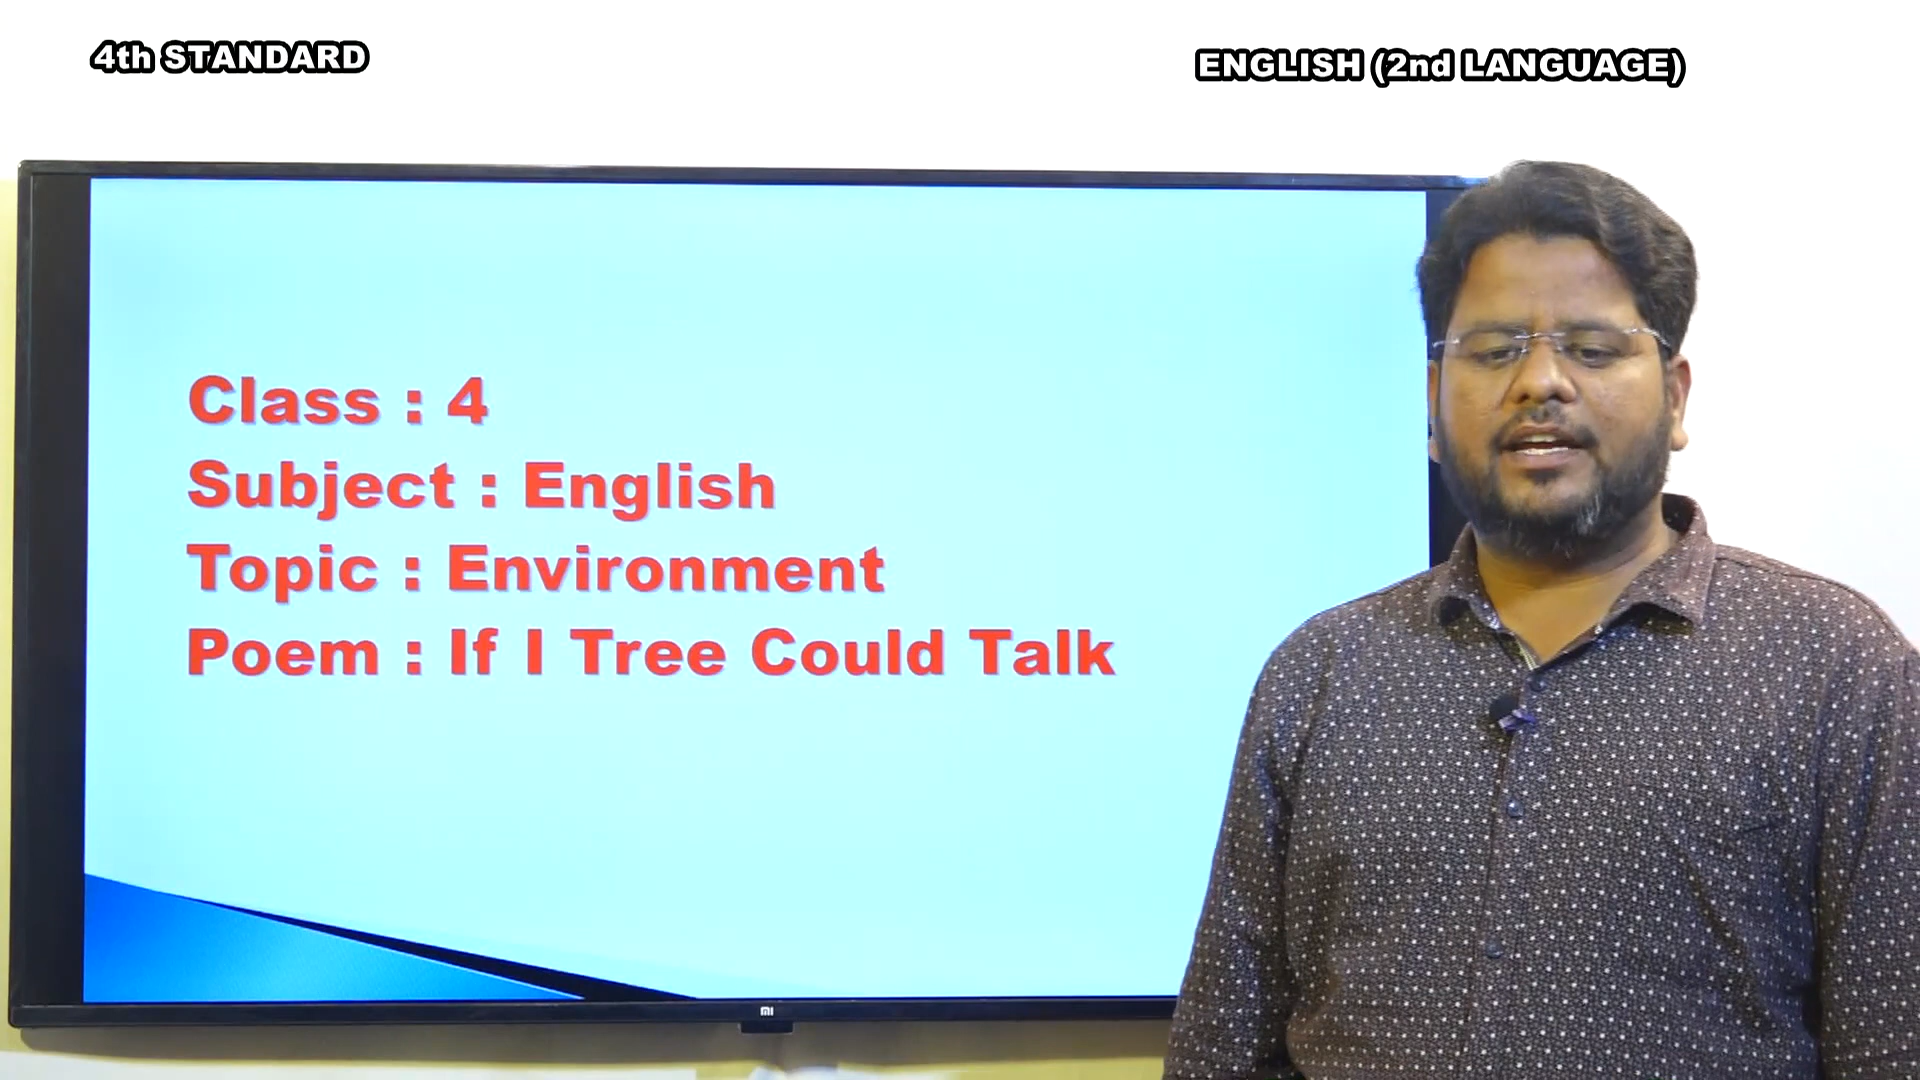 4th STANDARD
ENGLISH (2nd LANGUAGE)
Class : 4
Subject : English
Topic : Environment
Poem : If I Tree Could Talk
mi